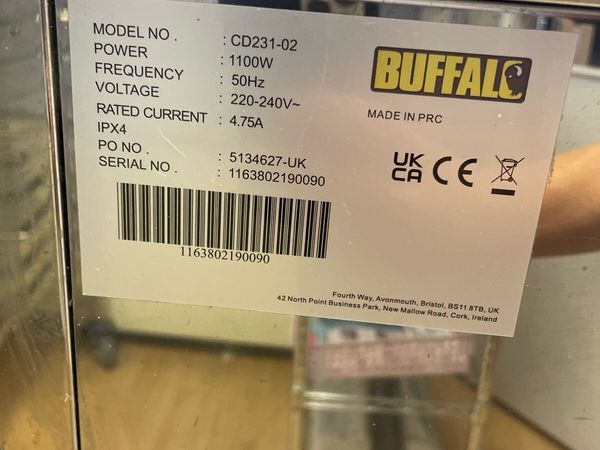 MODEL NO . : CD231-02
POWER : 1100W
FREQUENCY : 50Hz
VOLTAGE : 220-240V~
RATED CURRENT : 4.75A
IPX4
PO NO . : 5134627-UK
SERIAL NO . : 1163802190090
1163802190090
BUFFALO
MADE IN PRC
UK
CA CE
Fourth Way, Avonmouth, Bristol, BS11 8TB, UK
42 North Point Business Park, New Mallow Road, Cork, Ireland